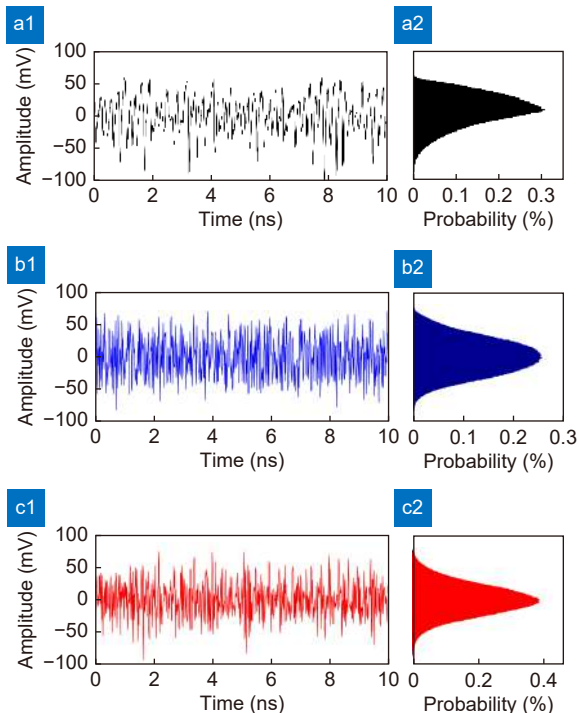 a1
a2
100
50
0
−50
−100
Amplitude (mV)
0 2 4 6 8 10
Time (ns)
0 0.1 0.2 0.3
Probability (%)
b1
b2
100
50
0
−50
−100
Amplitude (mV)
0 2 4 6 8 10
Time (ns)
0 0.1 0.2 0.3
Probability (%)
c1
c2
100
50
0
−50
−100
Amplitude (mV)
0 2 4 6 8 10
Time (ns)
0 0.2 0.4
Probability (%)